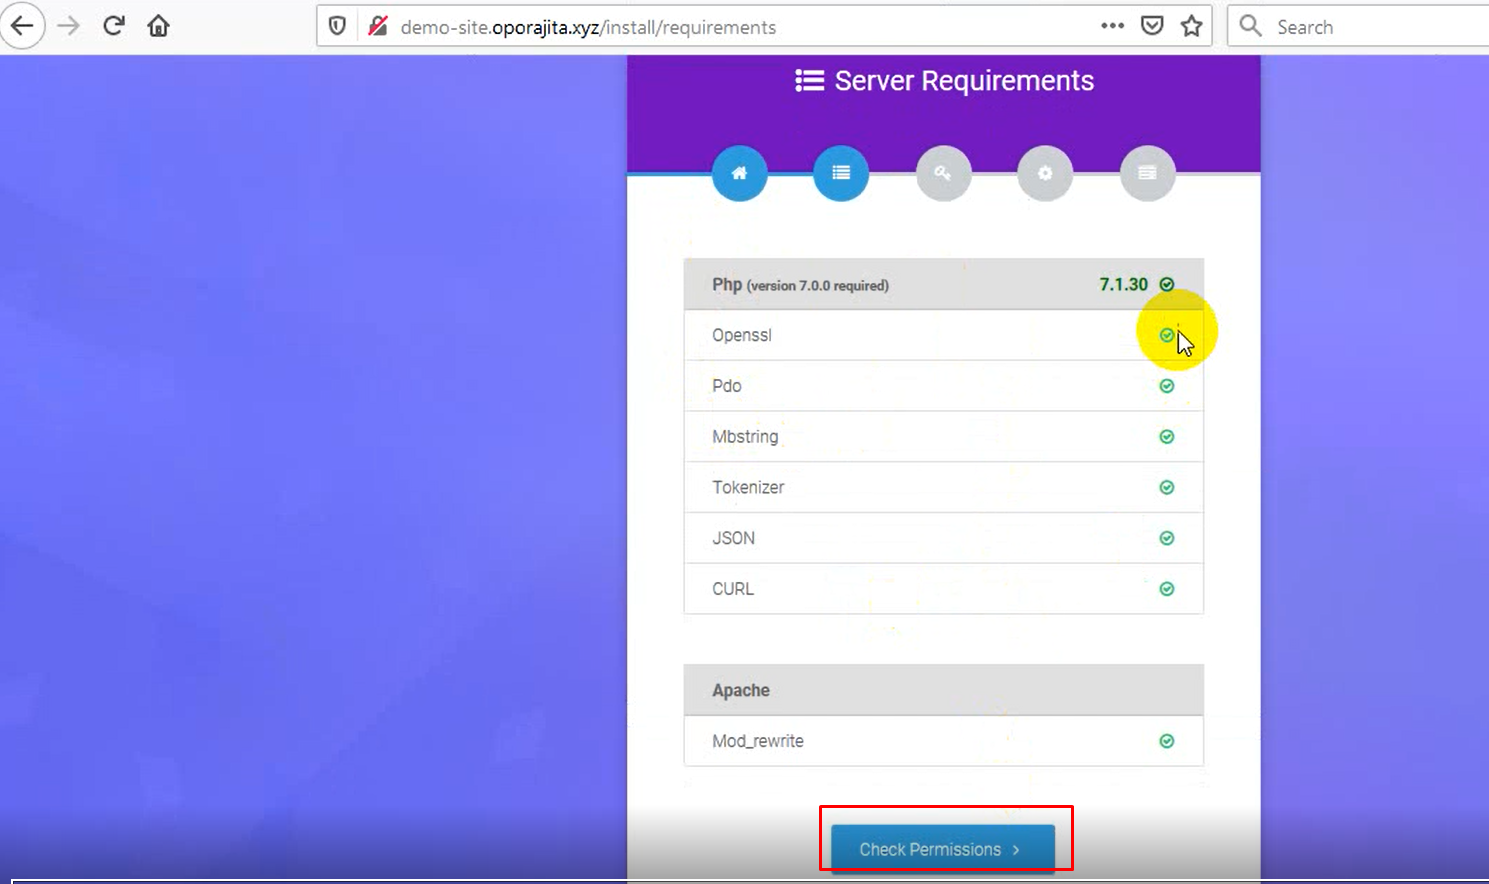 demo-site.oporajita.xyz/install/requirements
Search
Server Requirements
Php (version 7.0.0 required) 7.1.30
Openssl
Pdo
Mbstring
Tokenizer
JSON
CURL
Apache
Mod_rewrite
Check Permissions